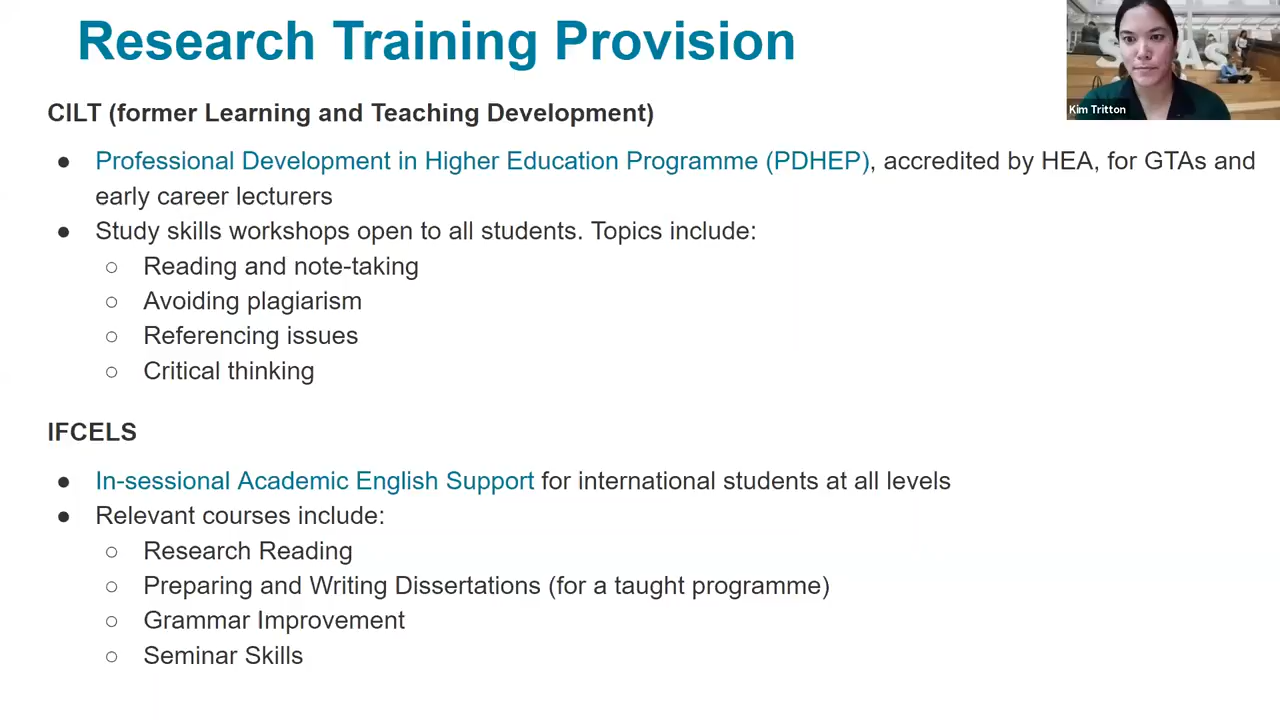 Research Training Provision
Kim Tritton
CILT (former Learning and Teaching Development)
● Professional Development in Higher Education Programme (PDHEP), accredited by HEA, for GTAs and
early career lecturers
● Study skills workshops open to all students. Topics include:
○ Reading and note-taking
○ Avoiding plagiarism
○ Referencing issues
○ Critical thinking
IFCELS
● In-sessional Academic English Support for international students at all levels
● Relevant courses include:
○ Research Reading
○ Preparing and Writing Dissertations (for a taught programme)
○ Grammar Improvement
○ Seminar Skills